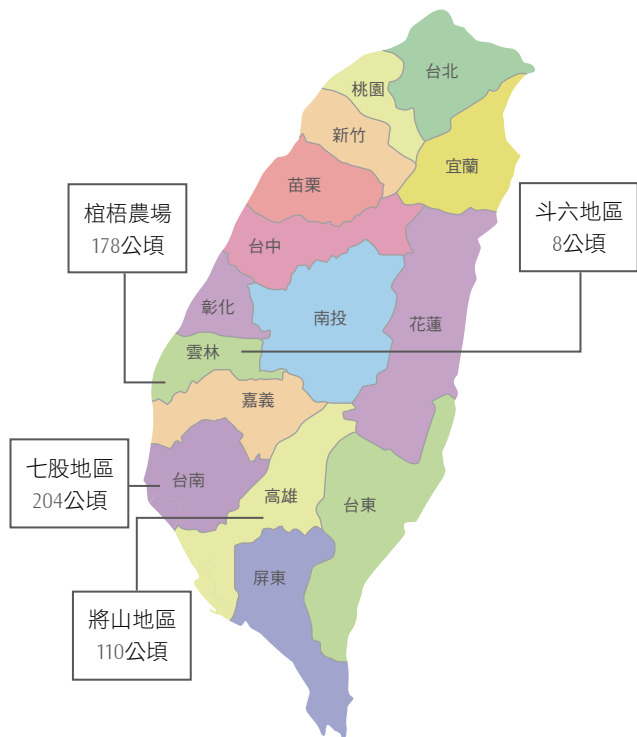 台北
桃園
新竹
宜蘭
苗栗
椬梧農場
178公頃
斗六地區
8公頃
台中
彰化
南投
花蓮
雲林
嘉義
七股地區
204公頃
台南
高雄
台東
屏東
將山地區
110公頃